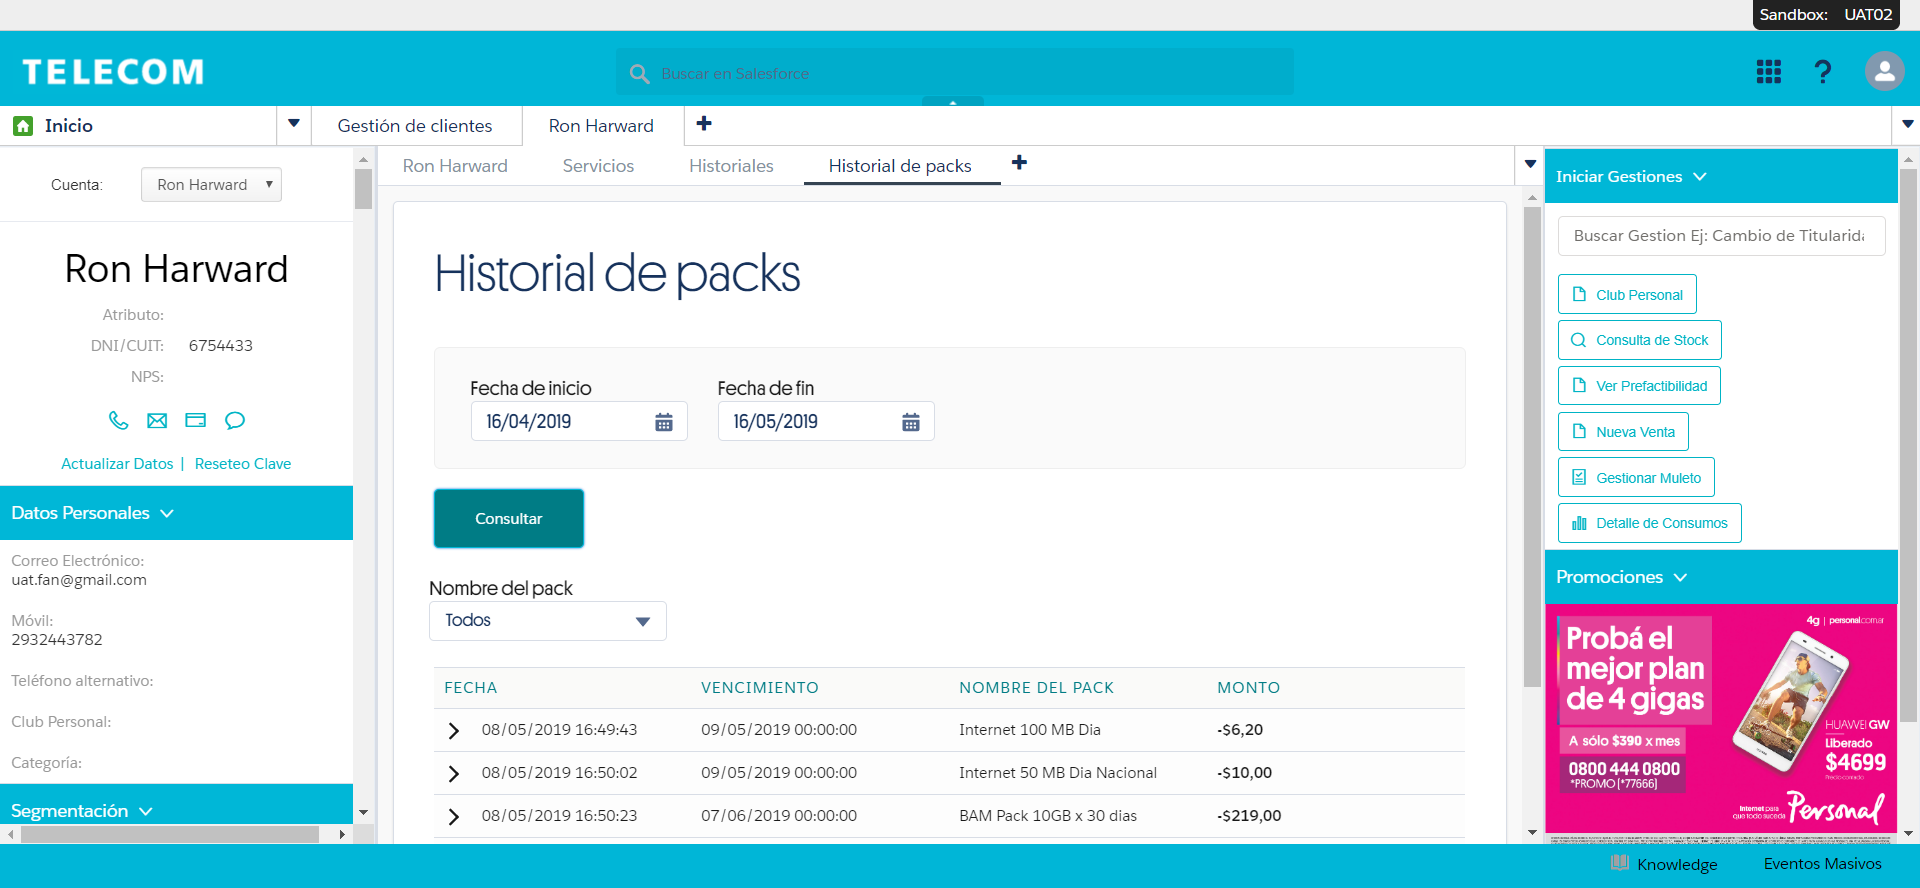 Sandbox: UAT02
TELECOM
Buscar en Salesforce
Inicio
Gestión de clientes
Ron Harward
Cuenta:
Ron Harward
Ron Harward
Atributo:
DNI/CUIT: 6754433
NPS:
Actualizar Datos | Reseteo Clave
Datos Personales
Correo Electrónico:
uat.fan@gmail.com
Móvil:
2932443782
Teléfono alternativo:
Club Personal:
Categoría:
Segmentación
Ron Harward
Servicios
Historiales
Historial de packs
Historial de packs
Fecha de inicio
16/04/2019
Fecha de fin
16/05/2019
Consultar
Nombre del pack
Todos
FECHA VENCIMIENTO NOMBRE DEL PACK MONTO
08/05/2019 16:49:43 09/05/2019 00:00:00 Internet 100 MB Dia -$6,20
08/05/2019 16:50:02 09/05/2019 00:00:00 Internet 50 MB Dia Nacional -$10,00
08/05/2019 16:50:23 07/06/2019 00:00:00 BAM Pack 10GB x 30 dias -$219,00
Iniciar Gestiones
Buscar Gestion Ej: Cambio de Titularida
Club Personal
Consulta de Stock
Ver Prefactibilidad
Nueva Venta
Gestionar Muleto
Detalle de Consumos
Promociones
4g | personal.com.ar
Probá el
mejor plan
de 4 gigas
A sólo $390 x mes
0800 444 0800
*PROMO (*77666)
HUAWEI GW
Liberado
$4699
Precio contado
Internet para
que todo suceda
Personal
Knowledge
Eventos Masivos